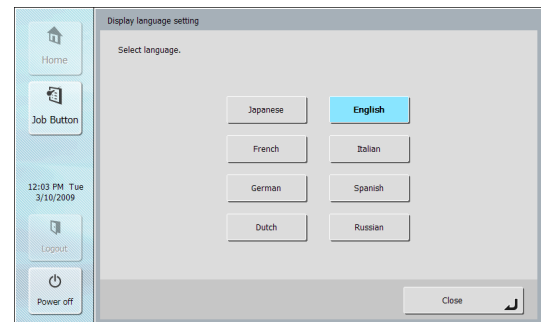 Display language setting
Select language.
Home
Job Button
Japanese
English
French
Italian
German
Spanish
Dutch
Russian
12:03 PM Tue
3/10/2009
Logout
Power off
Close